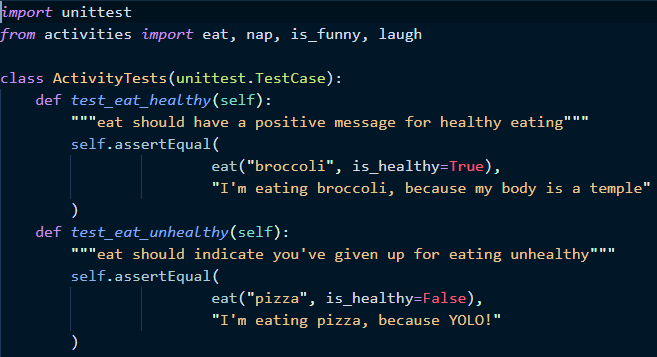 import unittest
from activities import eat, nap, is_funny, laugh

class ActivityTests(unittest.TestCase):
    def test_eat_healthy(self):
        """eat should have a positive message for healthy eating"""
        self.assertEqual(
                        eat("broccoli", is_healthy=True),
                        "I'm eating broccoli, because my body is a temple"
        )
    def test_eat_unhealthy(self):
        """eat should indicate you've given up for eating unhealthy"""
        self.assertEqual(
                        eat("pizza", is_healthy=False),
                        "I'm eating pizza, because YOLO!"
        )